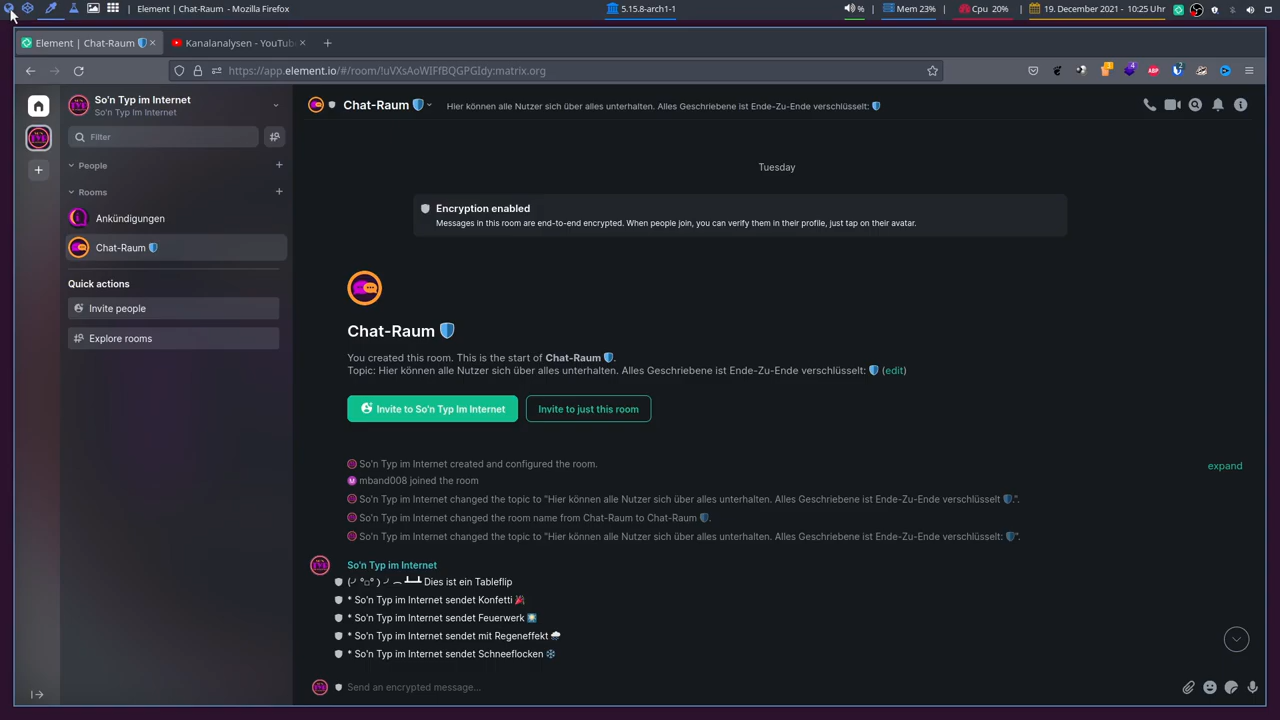 Element | Chat-Raum - Mozilla Firefox
5.15.8-arch1-1
%
Mem 23%
Cpu 20%
19. December 2021 - 10:25 Uhr
Element | Chat-Raum 🛡️
Kanalanalysen - YouTube
https://app.element.io/#/room/!uVXsAoWIFfBQGPGIdy:matrix.org
So'n Typ im Internet
So'n Typ Im Internet
Filter
People
Rooms
Ankündigungen
Chat-Raum 🛡️
Quick actions
Invite people
Explore rooms
Chat-Raum 🛡️
Hier können alle Nutzer sich über alles unterhalten. Alles Geschriebene ist Ende-Zu-Ende verschlüsselt: 🛡️
Tuesday
Encryption enabled
Messages in this room are end-to-end encrypted. When people join, you can verify them in their profile, just tap on their avatar.
Chat-Raum 🛡️
You created this room. This is the start of Chat-Raum 🛡️.
Topic: Hier können alle Nutzer sich über alles unterhalten. Alles Geschriebene ist Ende-Zu-Ende verschlüsselt: 🛡️ (edit)
Invite to So'n Typ Im Internet
Invite to just this room
So'n Typ im Internet created and configured the room.
expand
mband008 joined the room
So'n Typ im Internet changed the topic to "Hier können alle Nutzer sich über alles unterhalten. Alles Geschriebene ist Ende-Zu-Ende verschlüsselt 🛡️.".
So'n Typ im Internet changed the room name from Chat-Raum to Chat-Raum 🛡️.
So'n Typ im Internet changed the topic to "Hier können alle Nutzer sich über alles unterhalten. Alles Geschriebene ist Ende-Zu-Ende verschlüsselt: 🛡️".
So'n Typ im Internet
(╯°□°)╯︵ ┻━┻ Dies ist ein Tableflip
* So'n Typ im Internet sendet Konfetti 🎉
* So'n Typ im Internet sendet Feuerwerk 🎆
* So'n Typ im Internet sendet mit Regeneffekt 🌧️
* So'n Typ im Internet sendet Schneeflocken ❄️
Send an encrypted message…